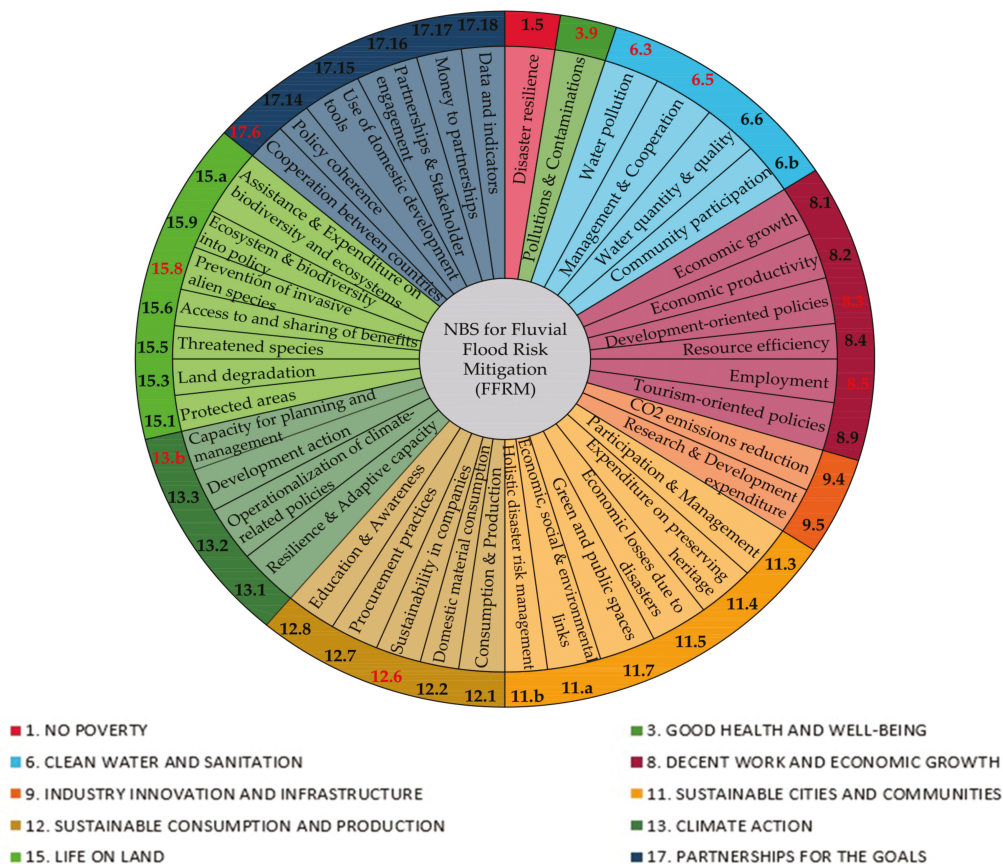 1.5
3.9
6.3
6.5
6.6
6.b
8.1
8.2
8.3
8.4
8.5
8.9
9.4
9.5
11.3
11.4
11.5
11.7
11.a
11.b
12.1
12.2
12.6
12.7
12.8
13.1
13.2
13.3
13.b
15.1
15.3
15.5
15.6
15.8
15.9
15.a
17.6
17.14
17.15
17.16
17.17
17.18
Disaster resilience
Pollutions & Contaminations
Water pollution
Management & Cooperation
Water quantity & quality
Community participation
Economic growth
Economic productivity
Development-oriented policies
Resource efficiency
Employment
Tourism-oriented policies
CO2 emissions reduction
Research & Development
expenditure
Participation & Management
Expenditure on preserving
heritage
Economic losses due to
disasters
Green and public spaces
Economic, social & environmental
links
Holistic disaster risk management
Consumption & Production
Domestic material consumption
Sustainability in companies
Procurement practices
Education & Awareness
Resilience & Adaptive capacity
Operationalization of climate-
related policies
Development action
Capacity for planning and
management
Protected areas
Land degradation
Threatened species
Access to and sharing of benefits
Prevention of invasive
alien species
Ecosystem & biodiversity
into policy
Assistance & Expenditure on
biodiversity and ecosystems
Cooperation between countries
Policy coherence
Use of domestic development
tools
Partnerships & Stakeholder
engagement
Money to partnerships
Data and indicators
NBS for Fluvial
Flood Risk
Mitigation
(FFRM)
1. NO POVERTY
3. GOOD HEALTH AND WELL-BEING
6. CLEAN WATER AND SANITATION
8. DECENT WORK AND ECONOMIC GROWTH
9. INDUSTRY INNOVATION AND INFRASTRUCTURE
11. SUSTAINABLE CITIES AND COMMUNITIES
12. SUSTAINABLE CONSUMPTION AND PRODUCTION
13. CLIMATE ACTION
15. LIFE ON LAND
17. PARTNERSHIPS FOR THE GOALS